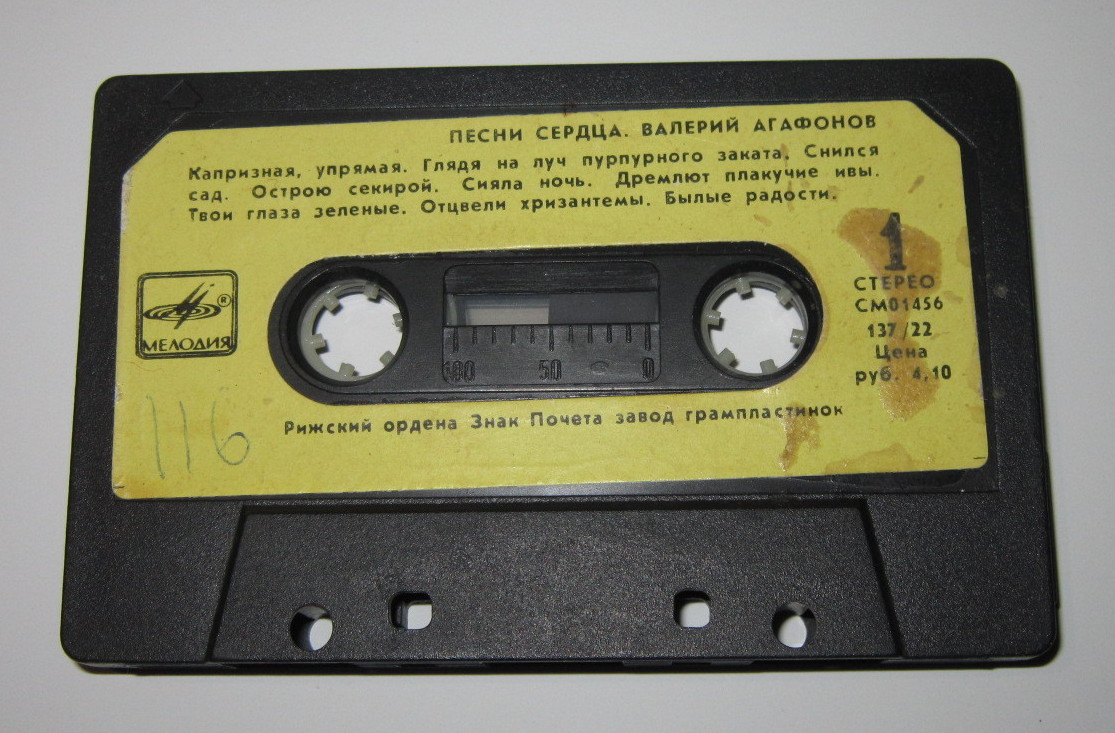 ПЕСНИ СЕРДЦА. ВАЛЕРИЙ АГАФОНОВ
Капризная, упрямая. Глядя на луч пурпурного заката. Снился
сад. Острою секирой. Сияла ночь. Дремлют плакучие ивы.
Твои глаза зеленые. Отцвели хризантемы. Былые радости.
1
СТЕРЕО
СМ01456
137/22
Цена
руб. 4,10
®
МЕЛОДИЯ
100 50 0
Рижский ордена Знак Почета завод грампластинок
116